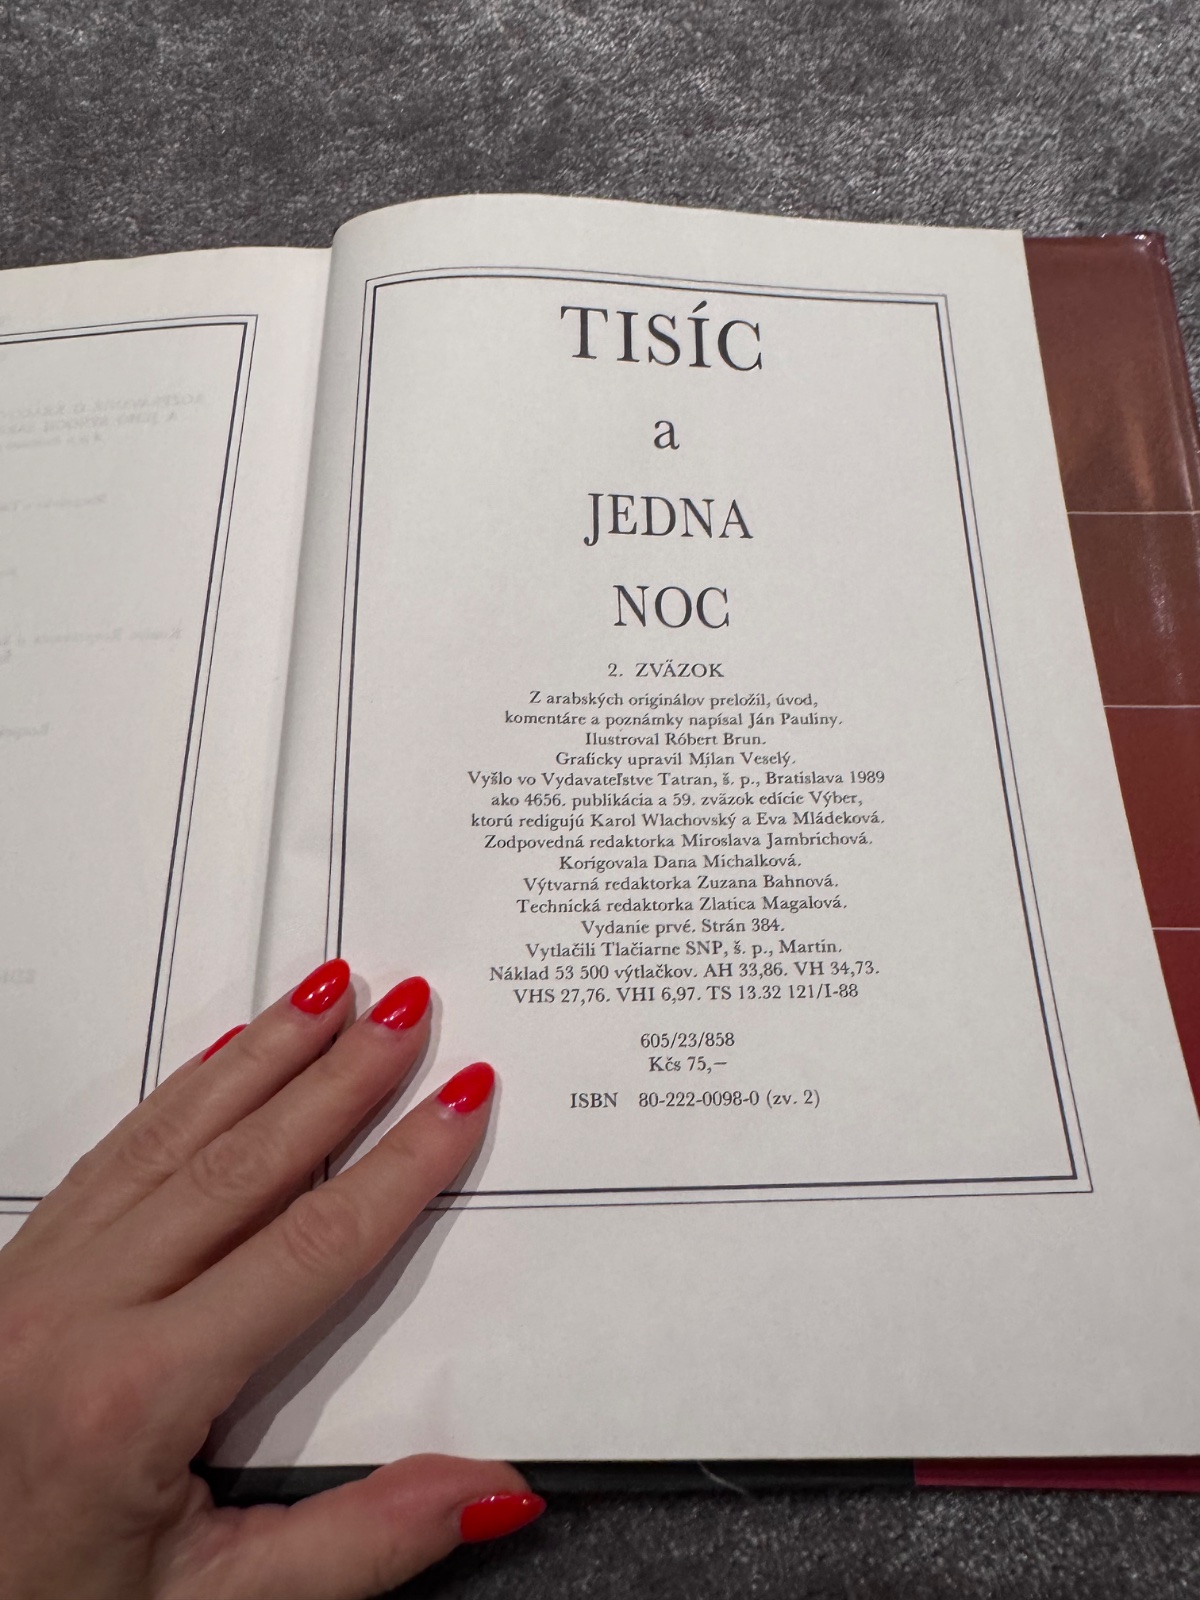 TISÍC
a
JEDNA
NOC
2. ZVÄZOK
Z arabských originálov preložil, úvod,
komentáre a poznámky napísal Ján Pauliny.
Ilustroval Róbert Brun.
Graficky upravil Milan Veselý.
Vyšlo vo Vydavateľstve Tatran, š. p., Bratislava 1989
ako 4656. publikácia a 59. zväzok edície Výber,
ktorú redigujú Karol Wlachovský a Eva Mládeková.
Zodpovedná redaktorka Miroslava Jambrichová.
Korigovala Dana Michalková.
Výtvarná redaktorka Zuzana Bahnová.
Technická redaktorka Zlatica Magalová.
Vydanie prvé. Strán 384.
Vytlačili Tlačiarne SNP, š. p., Martin.
Náklad 53 500 výtlačkov. AH 33,86. VH 34,73.
VHS 27,76. VHI 6,97. TS 13.32 121/I-88
605/23/858
Kčs 75,—
ISBN 80-222-0098-0 (zv. 2)